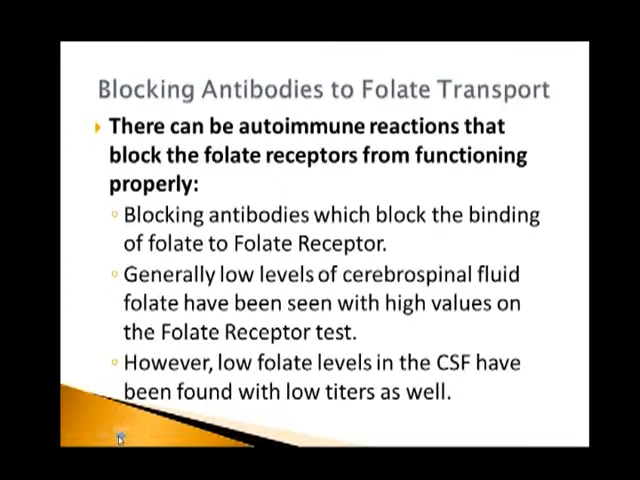 Blocking Antibodies to Folate Transport
There can be autoimmune reactions that
block the folate receptors from functioning
properly:
Blocking antibodies which block the binding
of folate to Folate Receptor.
Generally low levels of cerebrospinal fluid
folate have been seen with high values on
the Folate Receptor test.
However, low folate levels in the CSF have
been found with low titers as well.